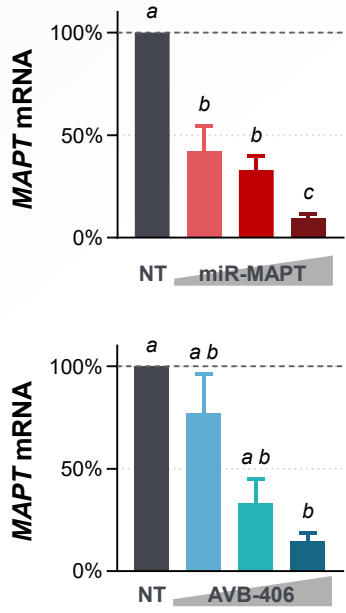 a
100%
b
b
50%
c
0%
MAPT mRNA
NT
miR-MAPT
a
a b
100%
a b
50%
b
0%
MAPT mRNA
NT
AVB-406